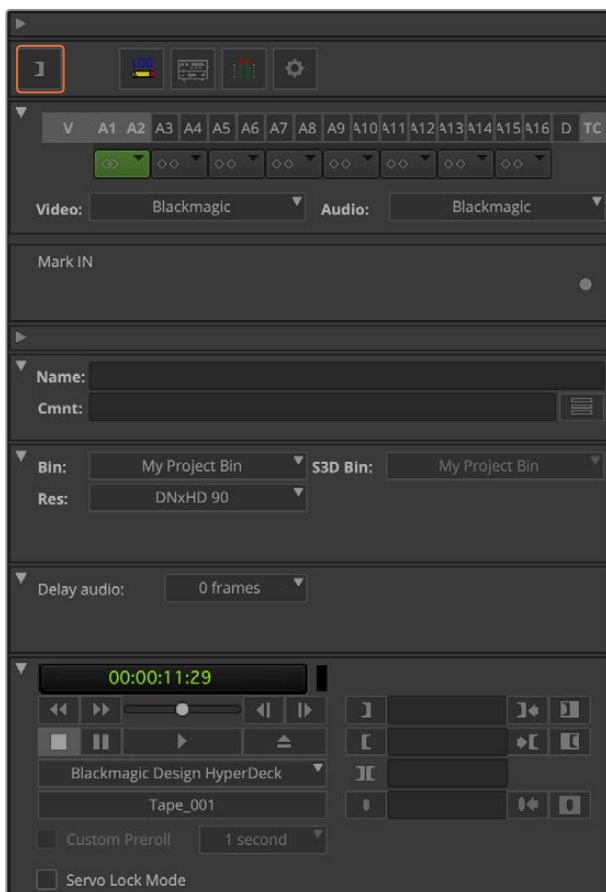 LOG
V A1 A2 A3 A4 A5 A6 A7 A8 A9 A10 A11 A12 A13 A14 A15 A16 D TC
Video: Blackmagic Audio: Blackmagic
Mark IN
Name:
Cmnt:
Bin: My Project Bin S3D Bin: My Project Bin
Res: DNxHD 90
Delay audio: 0 frames
00:00:11:29
Blackmagic Design HyperDeck
Tape_001
Custom Preroll 1 second
Servo Lock Mode